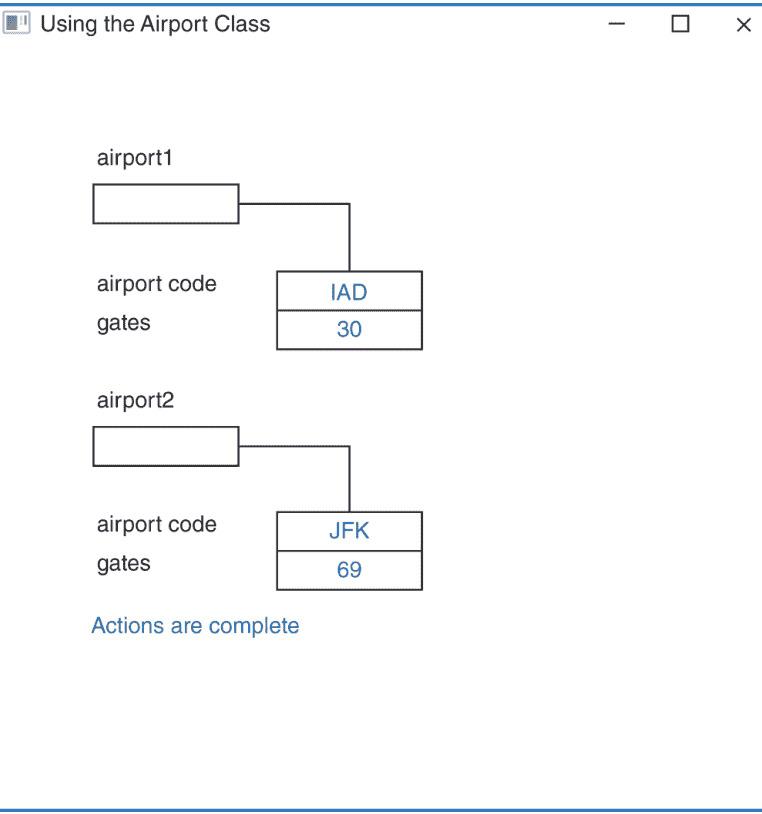 Using the Airport Class
airport1
airport code
IAD
gates
30
airport2
airport code
JFK
gates
69
Actions are complete